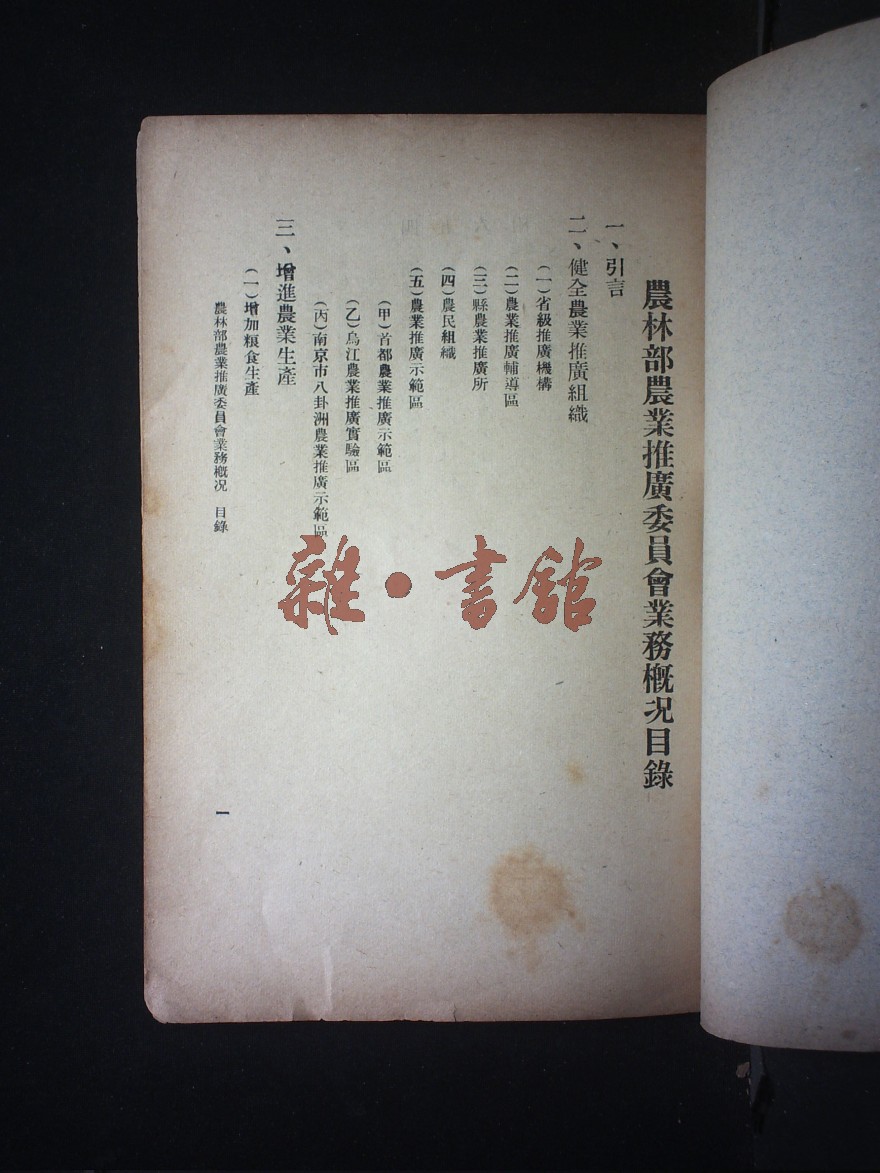 農林部農業推廣委員會業務概况目錄
一、引言
二、健全農業推廣組織
(一)省級推廣機構
(二)農業推廣輔導區
(三)縣農業推廣所
(四)農民組織
(五)農業推廣示範區
(甲)首都農業推廣示範區
(乙)烏江農業推廣實驗區
(丙)南京市八卦洲農業推廣示範區
三、增進農業生產
(一)增加粮食生產
農林部農業推廣委員會業務概况 目錄
一
雜·書館